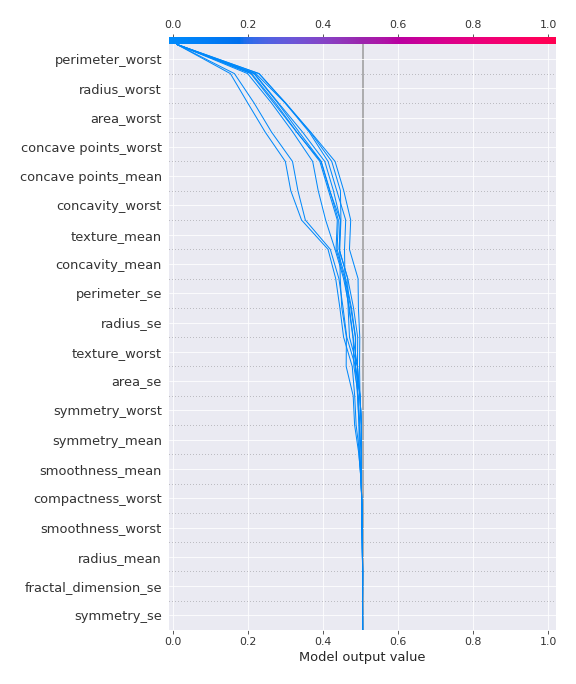 0.0 0.2 0.4 0.6 0.8 1.0
perimeter_worst
radius_worst
area_worst
concave points_worst
concave points_mean
concavity_worst
texture_mean
concavity_mean
perimeter_se
radius_se
texture_worst
area_se
symmetry_worst
symmetry_mean
smoothness_mean
compactness_worst
smoothness_worst
radius_mean
fractal_dimension_se
symmetry_se
0.0 0.2 0.4 0.6 0.8 1.0
Model output value